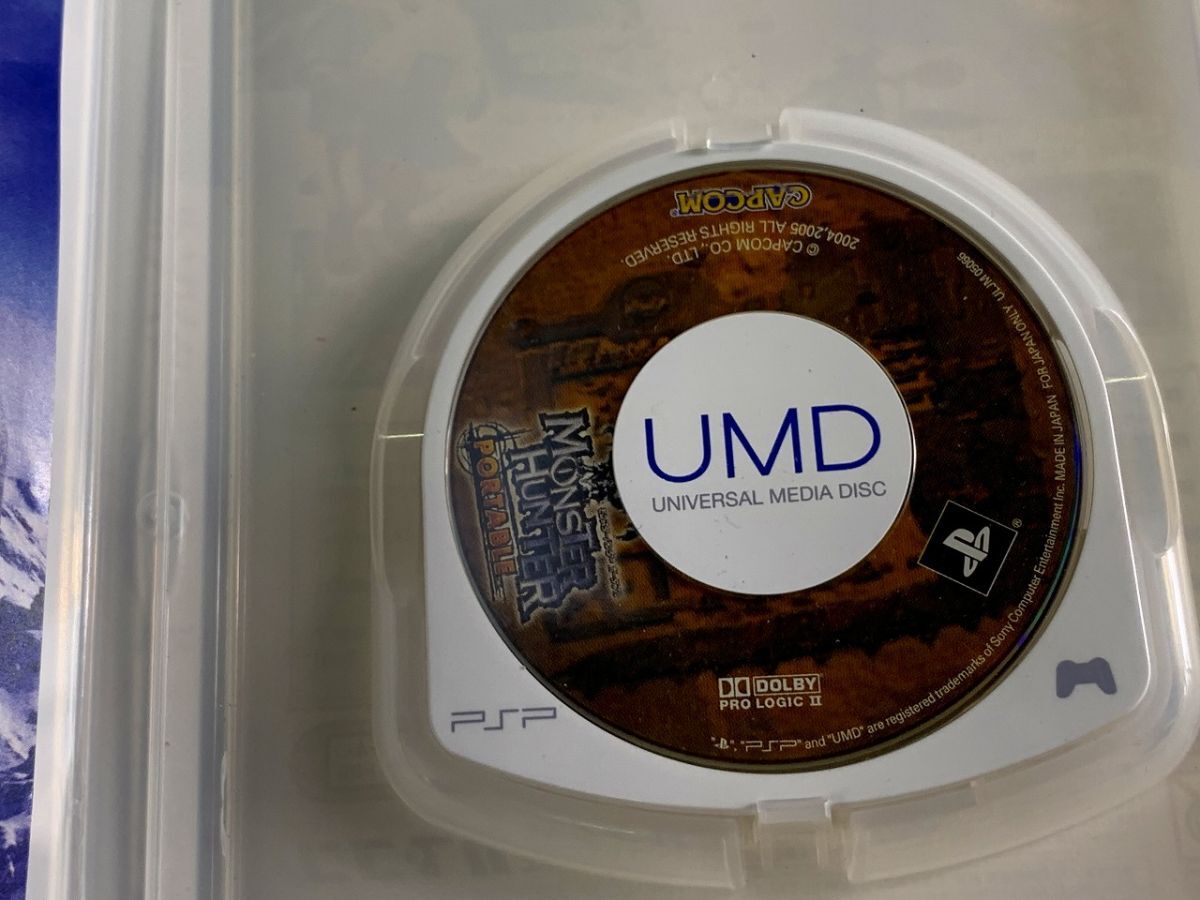 CAPCOM
© CAPCOM CO., LTD.
2004,2005 ALL RIGHTS RESERVED.
MONSTER
HUNTER
PORTABLE
UMD
UNIVERSAL MEDIA DISC
DOLBY
PRO LOGIC II
PSP
"PSP" and "UMD" are registered trademarks of Sony Computer Entertainment Inc. MADE IN JAPAN FOR JAPAN ONLY ULJM 05066
®